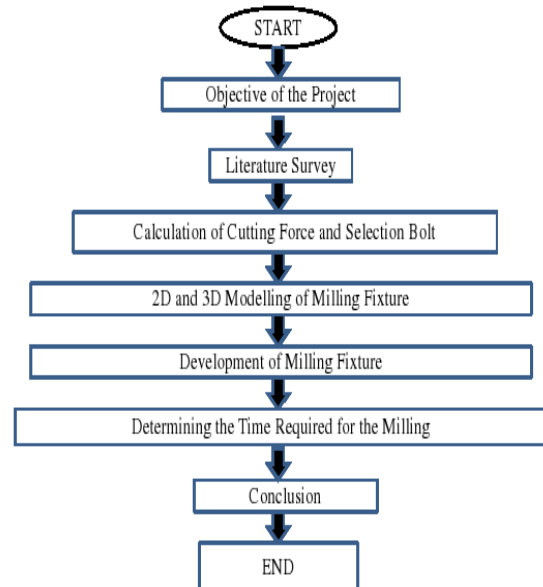 START
Objective of the Project
Literature Survey
Calculation of Cutting Force and Selection Bolt
2D and 3D Modelling of Milling Fixture
Development of Milling Fixture
Determining the Time Required for the Milling
Conclusion
END